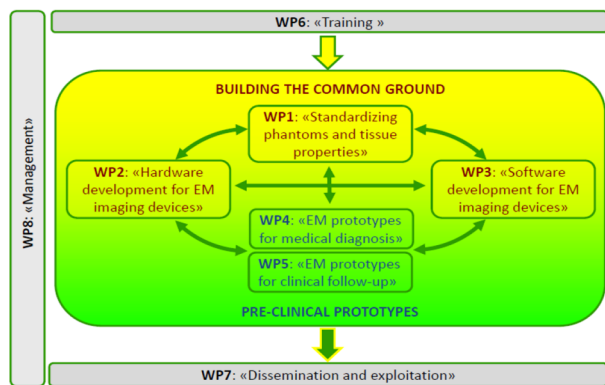 WP6: «Training »
WP8: «Management»
BUILDING THE COMMON GROUND
WP1: «Standardizing
phantoms and tissue
properties»
WP2: «Hardware
development for EM
imaging devices»
WP3: «Software
development for EM
imaging devices»
WP4: «EM prototypes
for medical diagnosis»
WP5: «EM prototypes
for clinical follow-up»
PRE-CLINICAL PROTOTYPES
WP7: «Dissemination and exploitation»